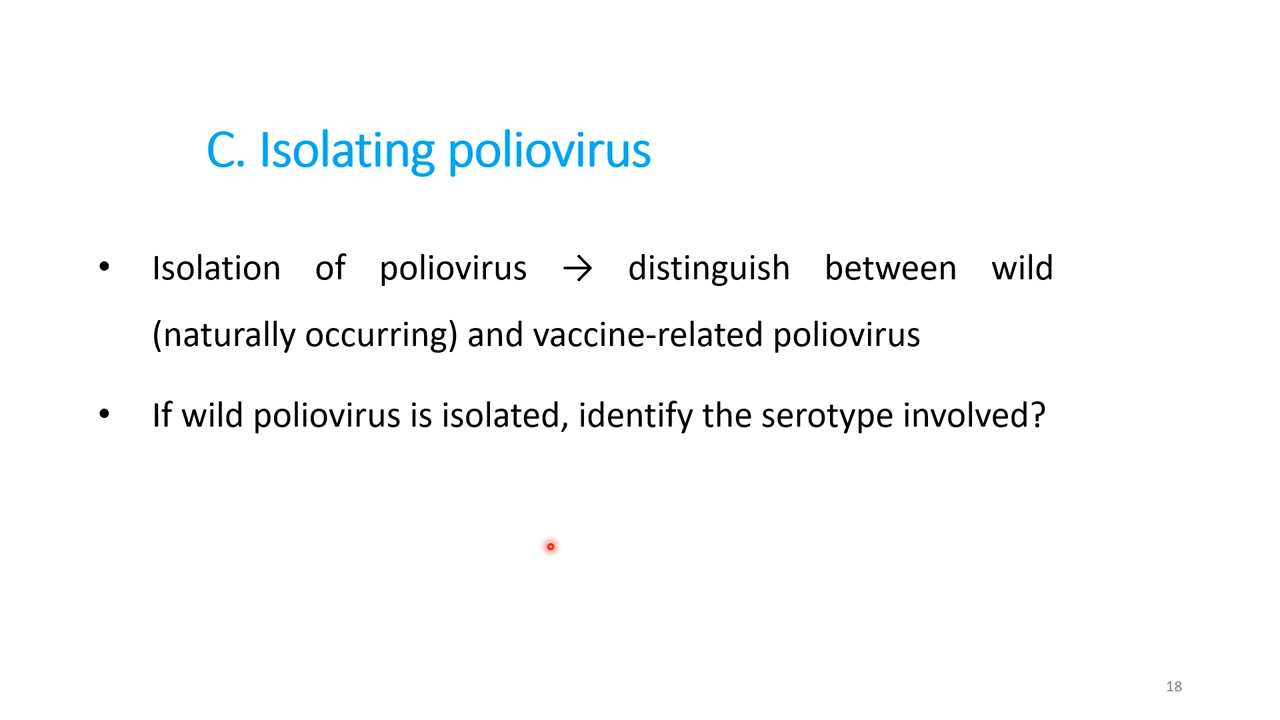 C. Isolating poliovirus
• Isolation of poliovirus → distinguish between wild
(naturally occurring) and vaccine-related poliovirus
• If wild poliovirus is isolated, identify the serotype involved?
18